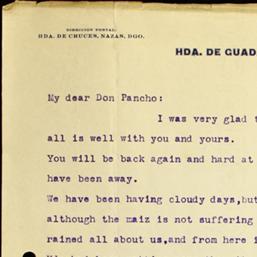 DIRECCION POSTAL:
HDA. DE CHUCES, NAZAS, DGO.
HDA. DE GUAD
My dear Don Pancho:
I was very glad t
all is well with you and yours.
You will be back again and hard at
have been away.
We have been having cloudy days,but
although the maiz is not suffering
rained all about us,and from here i